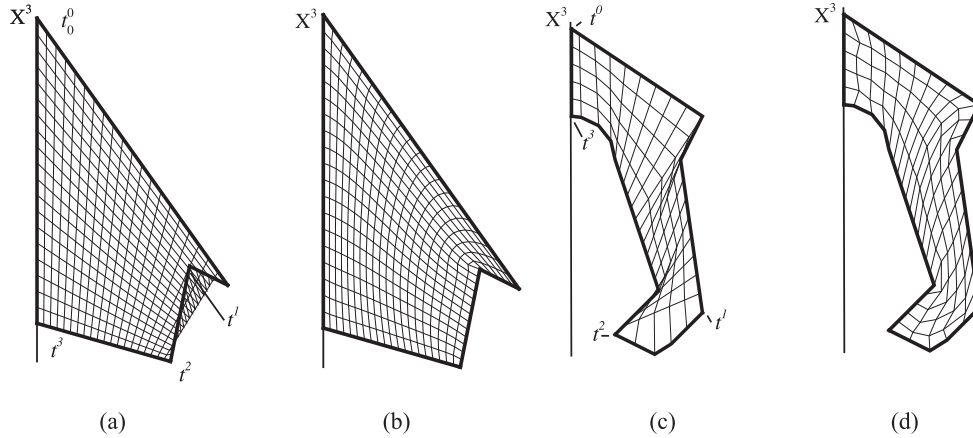 X³ t⁰₀
X³
X³ t⁰
X³
t³
t¹
t³
t² t¹
t²
(a) (b) (c) (d)